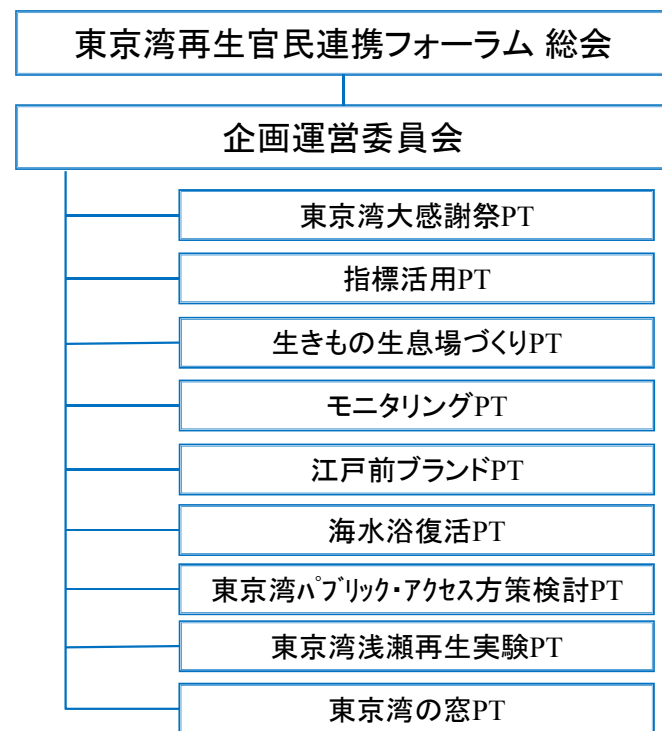 東京湾再生官民連携フォーラム 総会
企画運営委員会
東京湾大感謝祭PT
指標活用PT
生きもの生息場づくりPT
モニタリングPT
江戸前ブランドPT
海水浴復活PT
東京湾ﾊﾟﾌﾞﾘｯｸ・ｱｸｾｽ方策検討PT
東京湾浅瀬再生実験PT
東京湾の窓PT